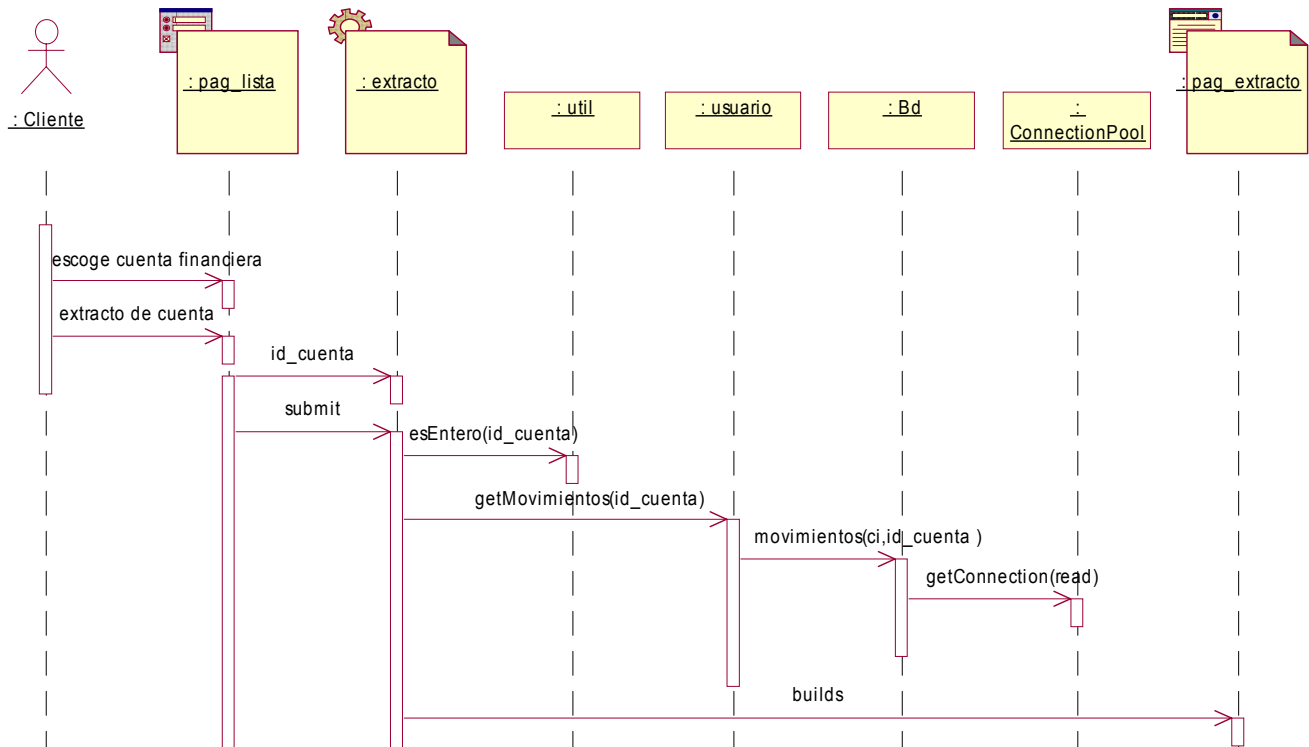 : Cliente
: pag_lista
: extracto
: util
: usuario
: Bd
:
ConnectionPool
: pag_extracto
escoge cuenta financiera
extracto de cuenta
id_cuenta
submit
esEntero(id_cuenta)
getMovimientos(id_cuenta)
movimientos(ci,id_cuenta )
getConnection(read)
builds